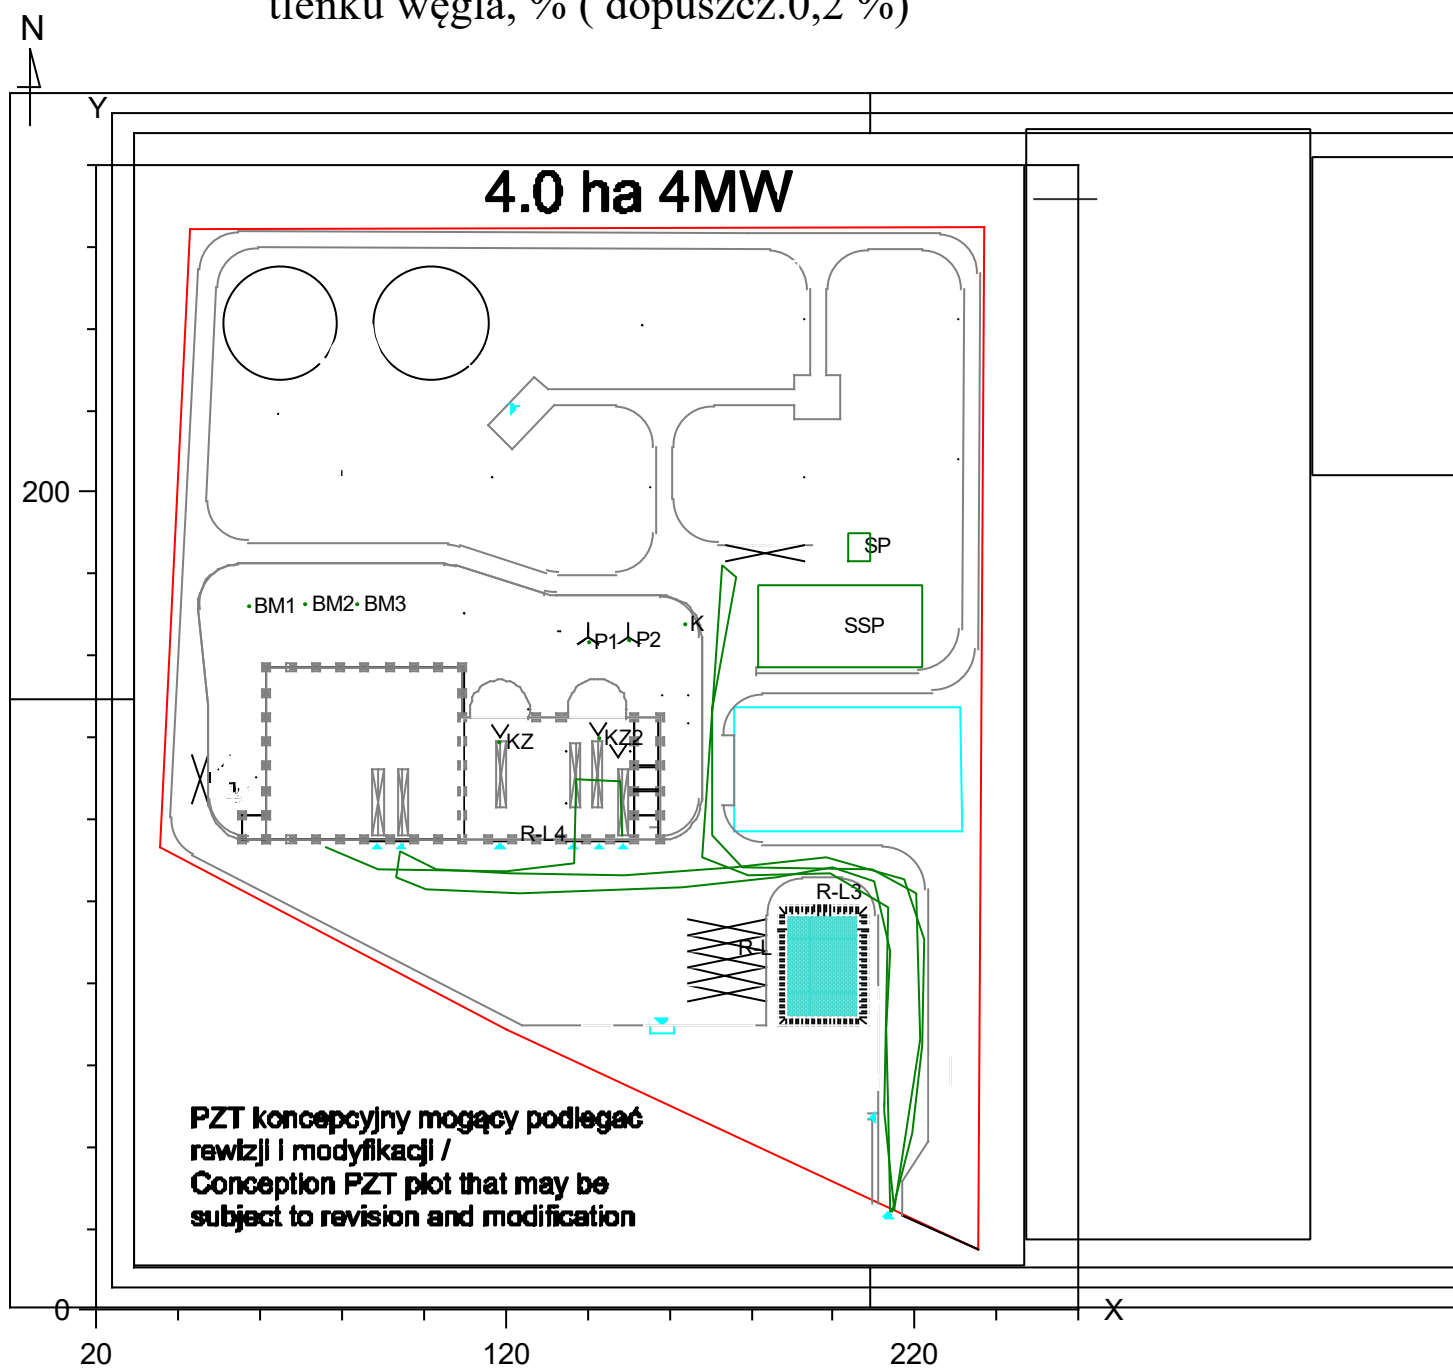 tlenku węgla, % ( dopuszcz.0,2 %)
N
Y
4.0 ha 4MW
200
SP
BM1
BM2
BM3
K
SSP
P1
P2
KZ
KZ2
R-L4
R-L3
R-L
PZT koncepcyjny mogący podlegać
rewizji i modyfikacji /
Conception PZT plot that may be
subject to revision and modification
0
X
20
120
220